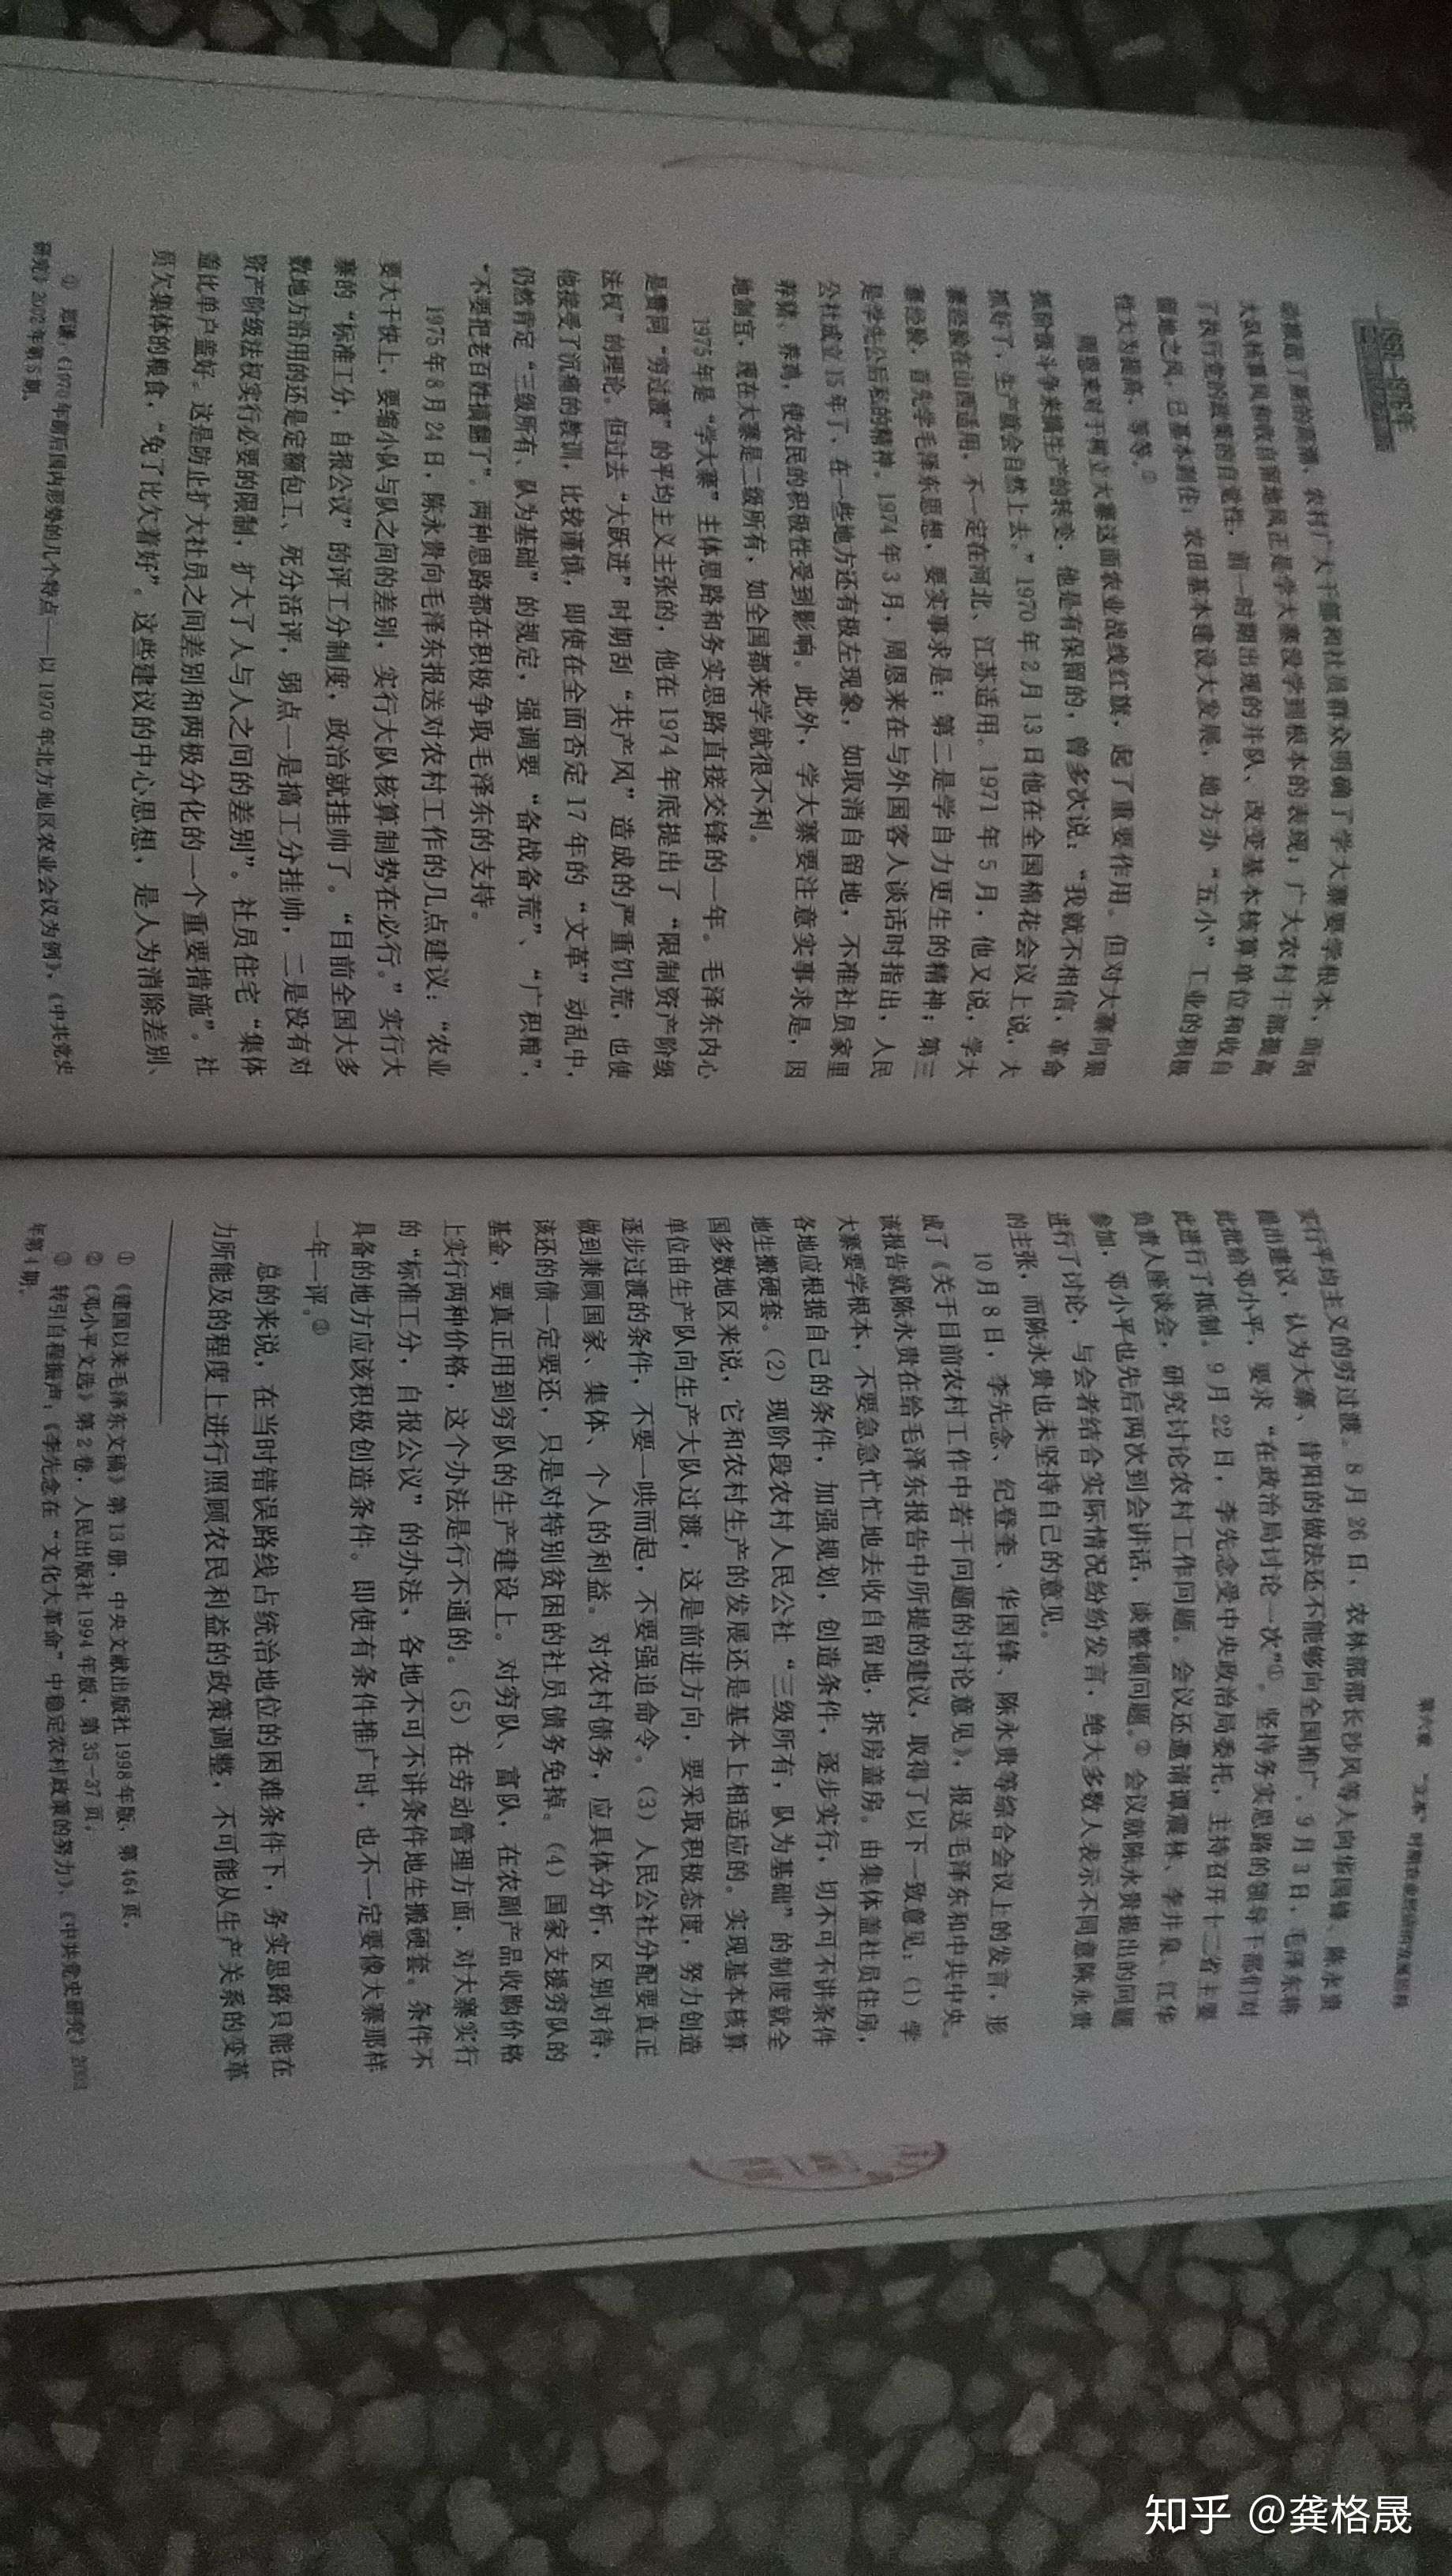 1967—1976年
动掀起了新的高潮、农村广大干部和社员群众明确了学大寨要学根本，而刮
大队核算风和收自留地风正是学大寨没学到根本的表现；广大农村干部提高
了执行党的政策的自觉性，前一时期出现的并队、改变基本核算单位和收自
留地之风，已基本刹住；农田基本建设大发展，地方办“五小”工业的积极
性大为提高，等等。①
周恩来对于树立大寨这面农业战线红旗，起了重要作用。但对大寨向狠
抓阶级斗争来搞生产的转变，他是有保留的，曾多次说：“我就不相信，革命
抓好了，生产就会自然上去。”1970年2月13日他在全国棉花会议上说，大
寨经验在山西适用，不一定在河北、江苏适用。1971年5月，他又说，学大
寨经验，首先学毛泽东思想，要实事求是；第二是学自力更生的精神；第三
是学先公后私的精神。1974年3月，周恩来在与外国客人谈话时指出，人民
公社成立15年了，在一些地方还有极左现象，如取消自留地，不准社员家里
养猪、养鸡，使农民的积极性受到影响。此外，学大寨要注意实事求是，因
地制宜，现在大寨是二级所有，如全国都来学就很不利。
1975年是“学大寨”主体思路和务实思路直接交锋的一年。毛泽东内心
是赞同“穷过渡”的平均主义主张的，他在1974年底提出了“限制资产阶级
法权”的理论。但过去“大跃进”时期刮“共产风”造成的严重饥荒，也使
他接受了沉痛的教训，比较谨慎，即使在全面否定17年的“文革”动乱中，
仍然肯定“三级所有、队为基础”的规定，强调要“备战备荒”、“广积粮”，
“不要把老百姓搞翻了”。两种思路都在积极争取毛泽东的支持。
1975年8月24日，陈永贵向毛泽东报送对农村工作的几点建议：“农业
要大干快上，要缩小队与队之间的差别，实行大队核算制势在必行。”实行大
寨的“标准工分，自报公议”的评工分制度，政治就挂帅了。“目前全国大多
数地方沿用的还是定额包工、死分活评，弱点一是搞工分挂帅，二是没有对
资产阶级法权实行必要的限制，扩大了人与人之间的差别”。社员住宅“集体
盖比单户盖好。这是防止扩大社员之间差别和两极分化的一个重要措施”。社
员欠集体的粮食，“免了比欠着好”。这些建议的中心思想，是人为消除差别、
① 郑谦：《1970年前后国内形势的几个特点——以1970年北方地区农业会议为例》，《中共党史
研究》2002年第5期。
第六章 “文革”时期农业经济的发展思路
实行平均主义的穷过渡。8月26日，农林部部长沙风等人向华国锋、陈永贵
提出建议，认为大寨、昔阳的做法还不能够向全国推广。9月3日，毛泽东将
此批给邓小平，要求“在政治局讨论一次”①。坚持务实思路的领导干部们对
此进行了抵制。9月22日，李先念受中央政治局委托，主持召开十二省主要
负责人座谈会，研究讨论农村工作问题。会议还邀请谭震林、李井泉、江华
参加，邓小平也先后两次到会讲话，谈整顿问题。② 会议就陈永贵提出的问题
进行了讨论，与会者结合实际情况纷纷发言，绝大多数人表示不同意陈永贵
的主张，而陈永贵也未坚持自己的意见。
10月8日，李先念、纪登奎、华国锋、陈永贵等综合会议上的发言，形
成了《关于目前农村工作中若干问题的讨论意见》，报送毛泽东和中共中央。
该报告就陈永贵在给毛泽东报告中所提的建议，取得了以下一致意见：（1）学
大寨要学根本，不要急急忙忙地去收自留地，拆房盖房。由集体盖社员住房，
各地应根据自己的条件，加强规划，创造条件，逐步实行，切不可不讲条件
地生搬硬套。（2）现阶段农村人民公社“三级所有，队为基础”的制度就全
国多数地区来说，它和农村生产的发展还是基本上相适应的。实现基本核算
单位由生产队向生产大队过渡，这是前进方向，要采取积极态度，努力创造
逐步过渡的条件，不要一哄而起，不要强迫命令。（3）人民公社分配要真正
做到兼顾国家、集体、个人的利益。对农村债务，应具体分析，区别对待，
该还的债一定要还，只是对特别贫困的社员债务免掉。（4）国家支援穷队的
基金，要真正用到穷队的生产建设上。对穷队、富队，在农副产品收购价格
上实行两种价格，这个办法是行不通的。（5）在劳动管理方面，对大寨实行
的“标准工分，自报公议”的办法，各地不可不讲条件地生搬硬套。条件不
具备的地方应该积极创造条件。即使有条件推广时，也不一定要像大寨那样
一年一评。③
总的来说，在当时错误路线占统治地位的困难条件下，务实思路只能在
力所能及的程度上进行照顾农民利益的政策调整，不可能从生产关系的变革
① 《建国以来毛泽东文稿》第13册，中央文献出版社1998年版，第464页。
② 《邓小平文选》第2卷，人民出版社1994年版，第35—37页。
③ 转引自程振声：《李先念在“文化大革命”中稳定农村政策的努力》，《中共党史研究》2003
年第4期。
知乎 @龚格晟